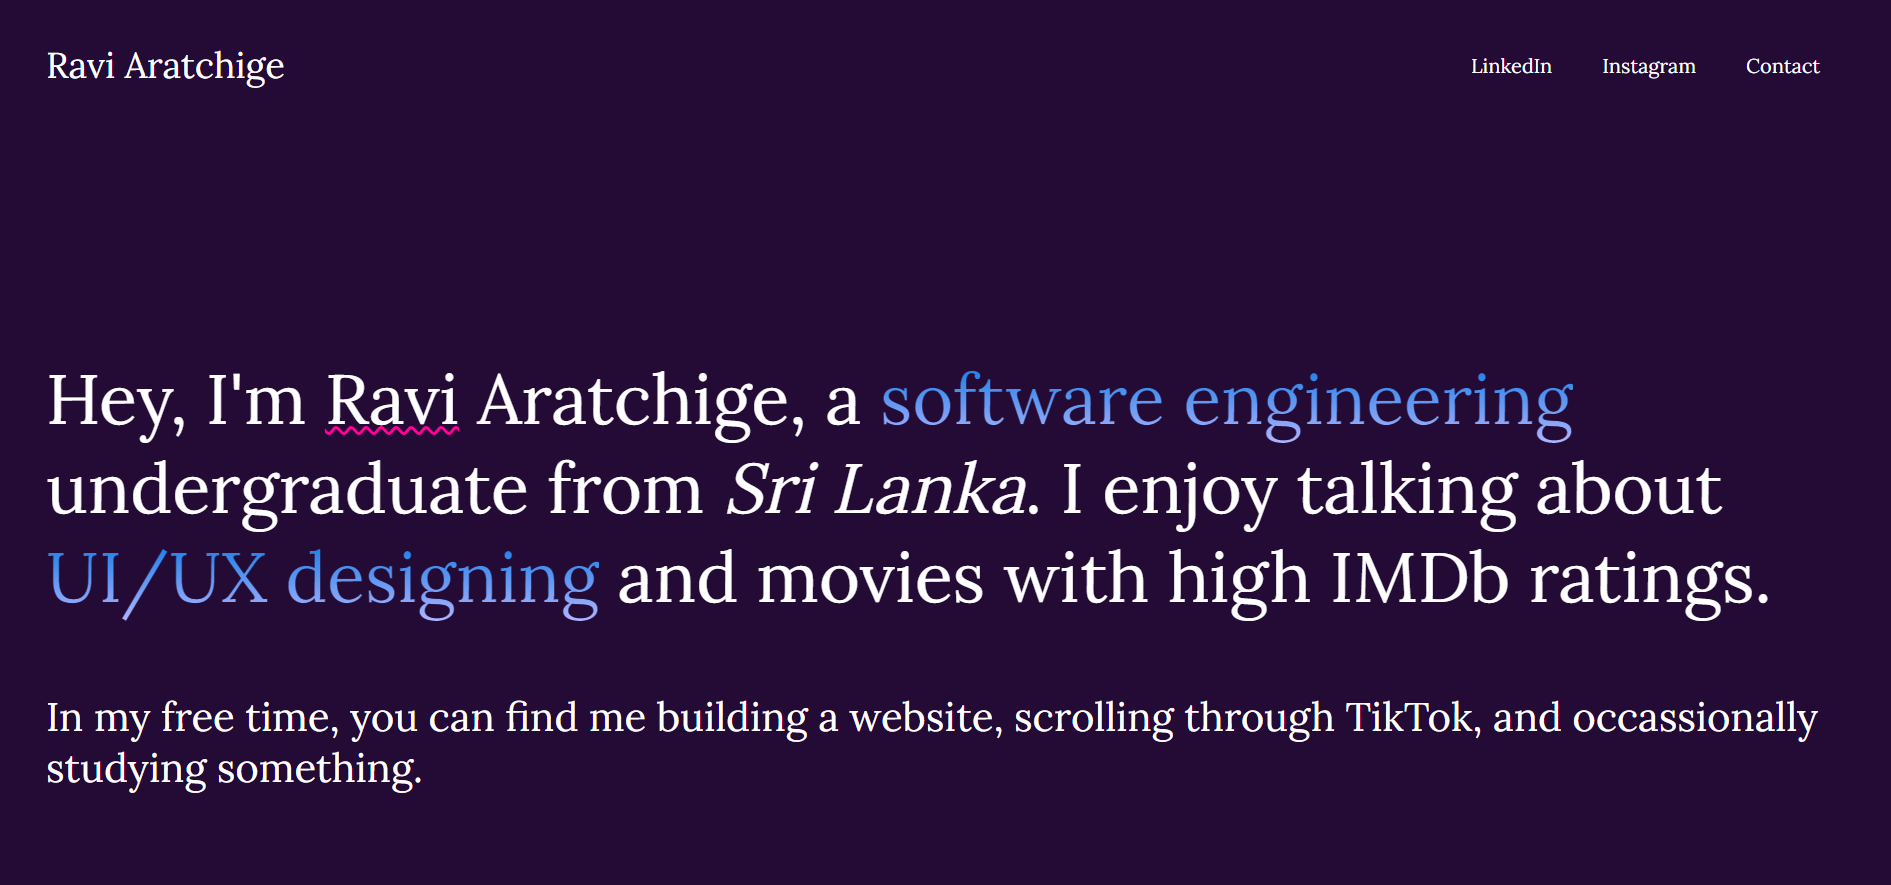 Ravi Aratchige
LinkedIn
Instagram
Contact
Hey, I'm Ravi Aratchige, a software engineering
undergraduate from Sri Lanka. I enjoy talking about
UI/UX designing and movies with high IMDb ratings.
In my free time, you can find me building a website, scrolling through TikTok, and occassionally
studying something.